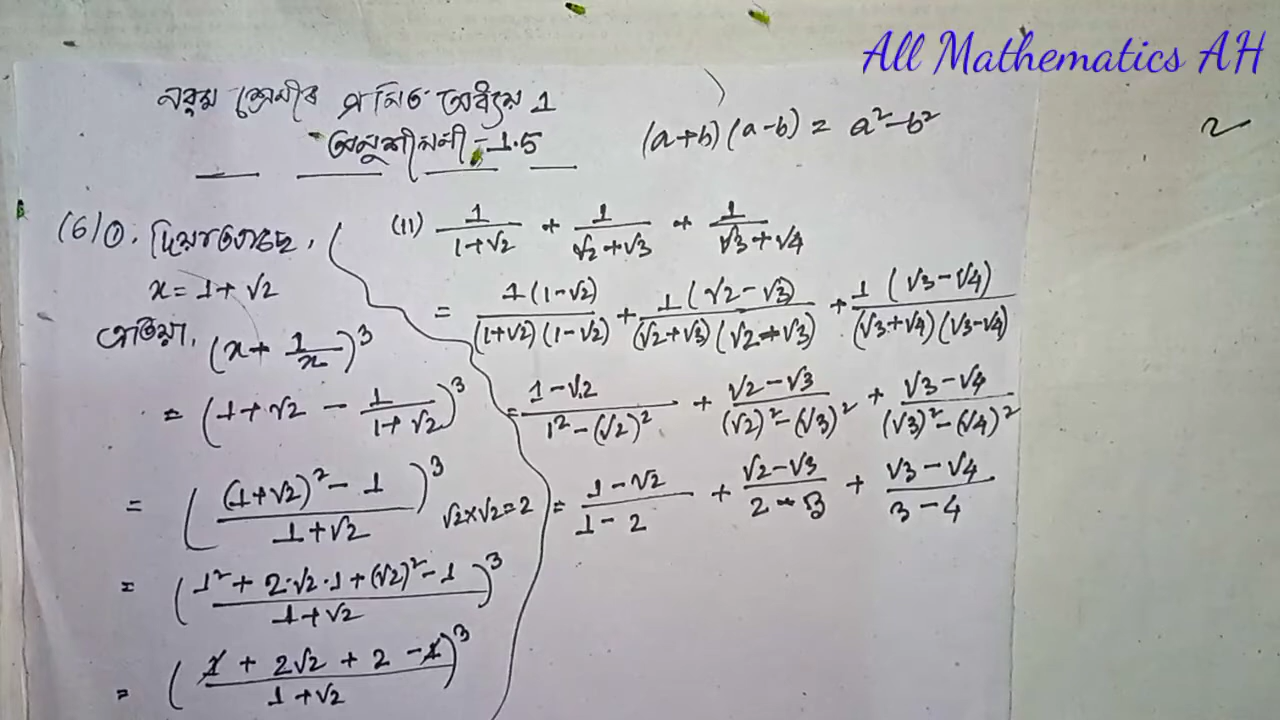 All Mathematics AH
নৱম শ্ৰেণীৰ গণিত অধ্যায় 1
অনুশীলনী - 1.5
(a+b) (a-b) = a²-b²
2
(6) ①. দিয়া আছে,
x = 1 + √2
(x + 1/x)³
= (1 + √2 - 1/(1+√2))³
= (((1+√2)² - 1)/(1+√2))³
√2×√2=2
= ((1² + 2·√2·1 + (√2)² - 1)/(1+√2))³
= ((1 + 2√2 + 2 - 1)/(1+√2))³
(11) 1/(1+√2) + 1/(√2+√3) + 1/(√3+√4)
= 1(1-√2)/((1+√2)(1-√2)) + 1(√2-√3)/((√2+√3)(√2-√3)) + 1(√3-√4)/((√3+√4)(√3-√4))
= (1-√2)/(1²-(√2)²) + (√2-√3)/((√2)²-(√3)²) + (√3-√4)/((√3)²-(√4)²)
= (1-√2)/(1-2) + (√2-√3)/(2-3) + (√3-√4)/(3-4)